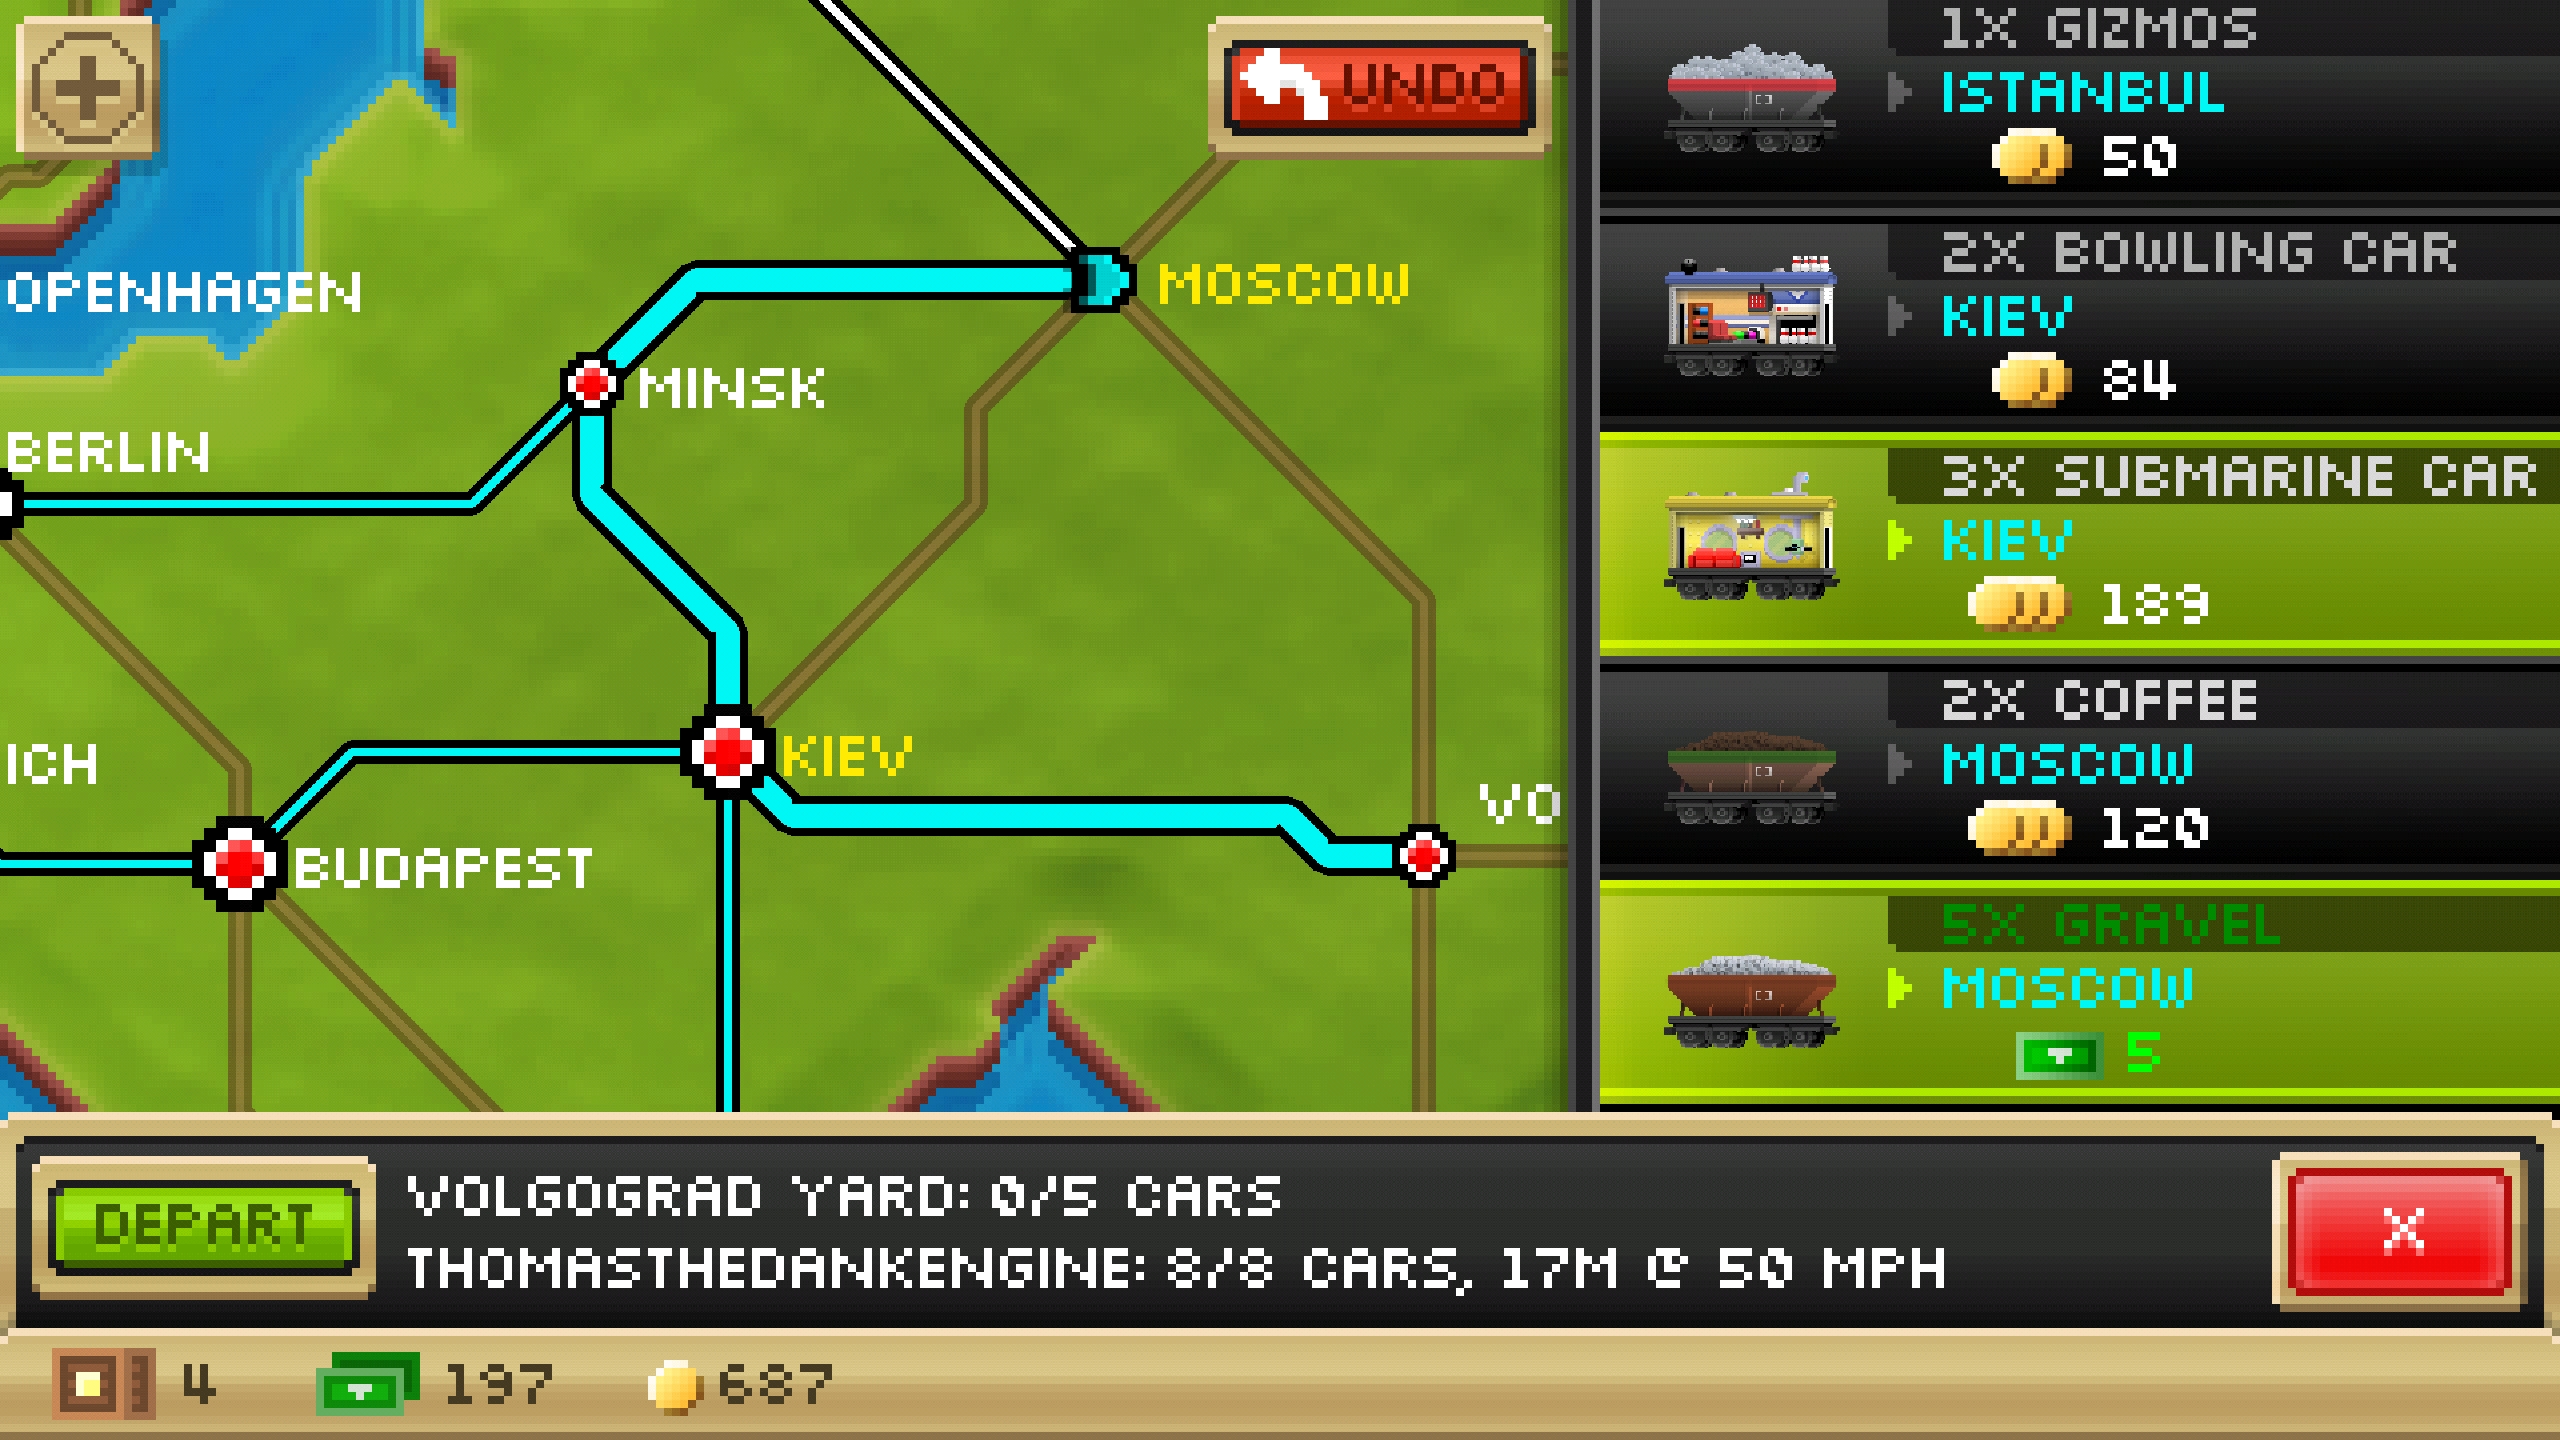 UNDO
OPENHAGEN
MOSCOW
MINSK
BERLIN
KIEV
ICH
VO
BUDAPEST
1X GIZMOS
ISTANBUL
50
2X BOWLING CAR
KIEV
84
3X SUBMARINE CAR
KIEV
189
2X COFFEE
MOSCOW
120
5X GRAVEL
MOSCOW
5
DEPART
VOLGOGRAD YARD: 0/5 CARS
THOMASTHEDANKENGINE: 8/8 CARS, 17M @ 50 MPH
X
4 197 687